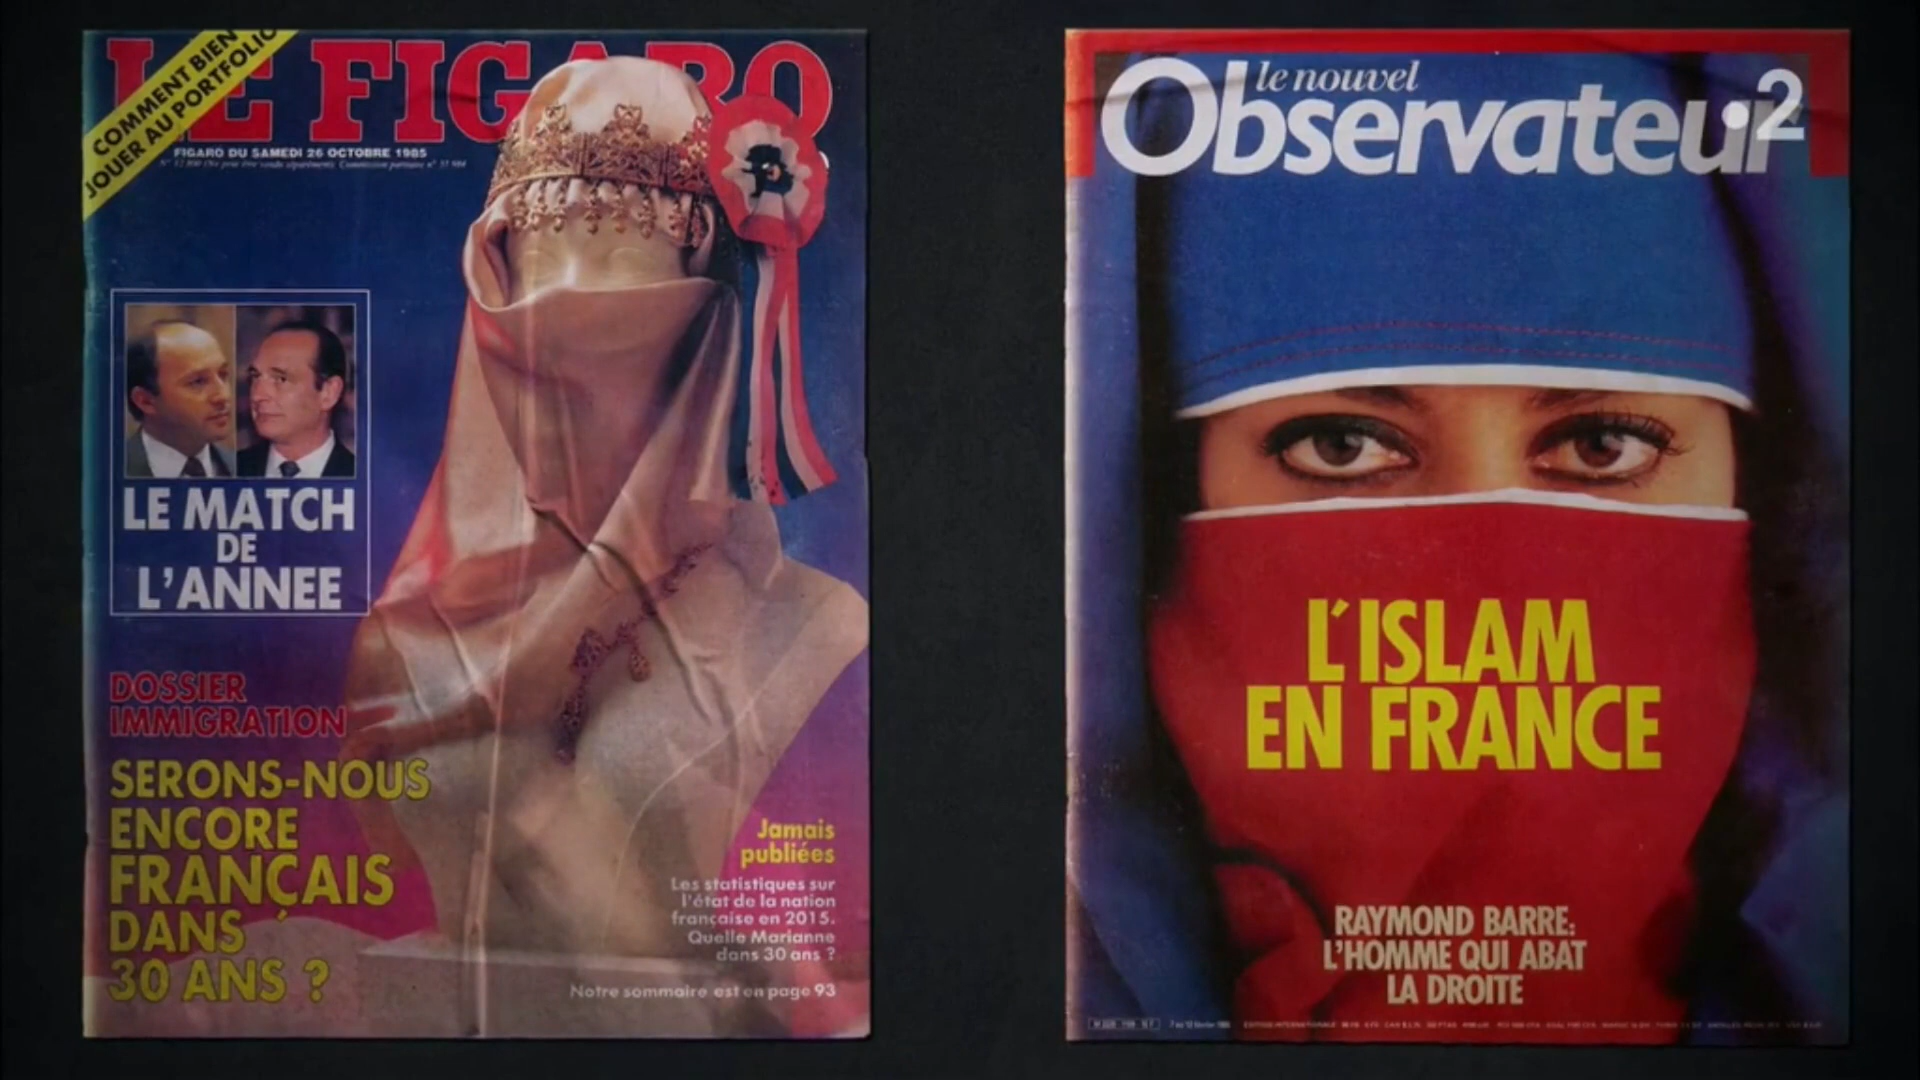 COMMENT BIEN
JOUER AU PORTFOLIO
LE FIGARO
FIGARO DU SAMEDI 26 OCTOBRE 1985
LE MATCH
DE
L'ANNEE
DOSSIER
IMMIGRATION
SERONS-NOUS
ENCORE
FRANÇAIS
DANS
30 ANS ?
Jamais
publiées
Les statistiques sur
l'état de la nation
française en 2015.
Quelle Marianne
dans 30 ans ?
Notre sommaire est en page 93
le nouvel
Observateur
2
L'ISLAM
EN FRANCE
RAYMOND BARRE:
L'HOMME QUI ABAT
LA DROITE